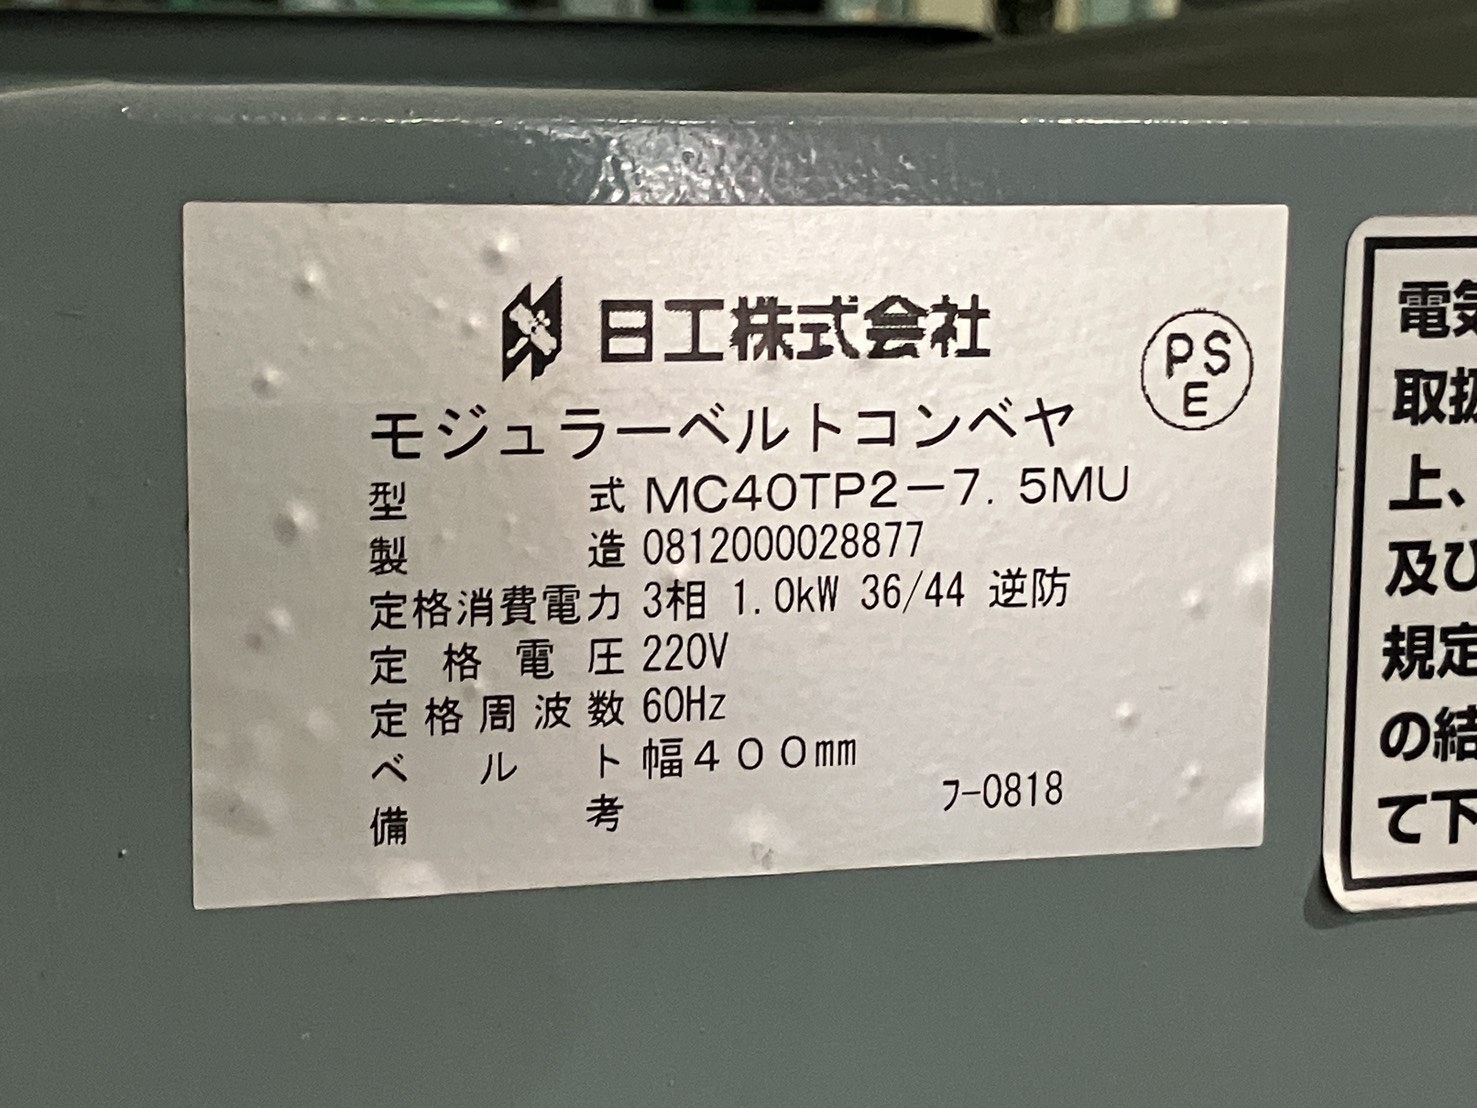 日工株式会社
PS
E
モジュラーベルトコンベヤ
型式 MC40TP2-7.5MU
製造 0812000028877
定格消費電力 3相 1.0kW 36/44 逆防
定格電圧 220V
定格周波数 60Hz
ベルト 幅400mm
備考 フ-0818
電気
取扱
上、
及び
規定
の結
て下